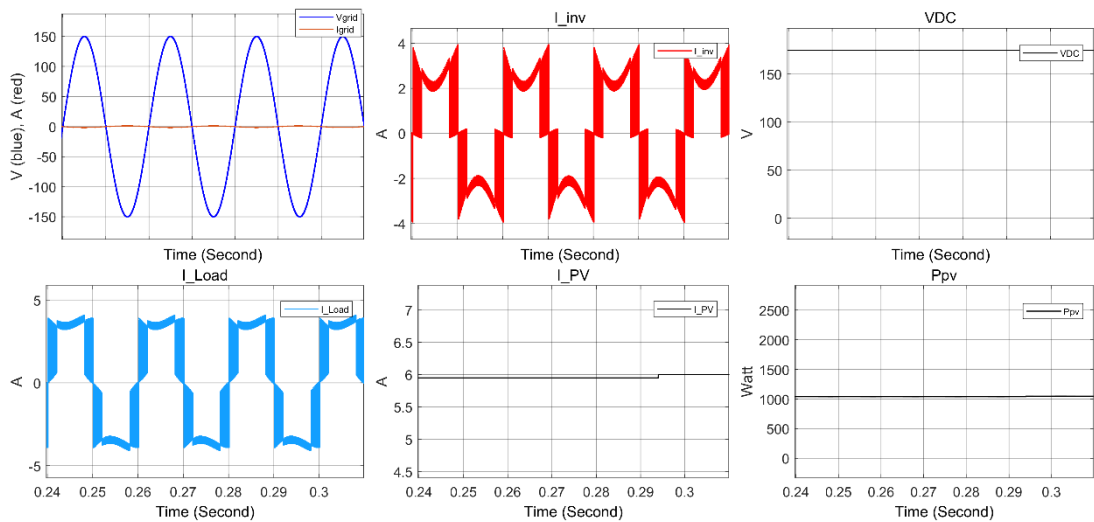 Vgrid
Igrid
150
100
50
0
-50
-100
-150
V (blue), A (red)
Time (Second)
I_inv
I_inv
4
2
0
-2
-4
A
Time (Second)
VDC
VDC
150
100
50
0
V
Time (Second)
I_Load
I_Load
5
0
-5
A
0.24 0.25 0.26 0.27 0.28 0.29 0.3
Time (Second)
I_PV
I_PV
7
6.5
6
5.5
5
4.5
A
0.24 0.25 0.26 0.27 0.28 0.29 0.3
Time (Second)
Ppv
Ppv
2500
2000
1500
1000
500
0
Watt
0.24 0.25 0.26 0.27 0.28 0.29 0.3
Time (Second)